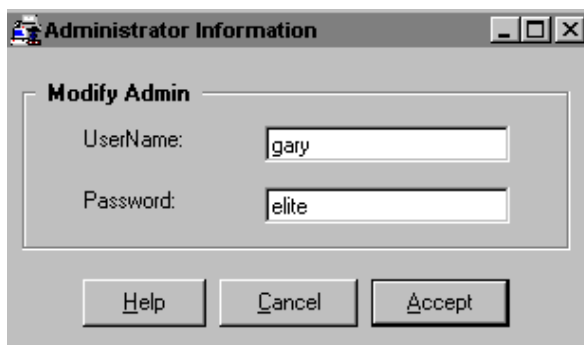 Administrator Information
Modify Admin
UserName: gary
Password: elite
Help Cancel Accept